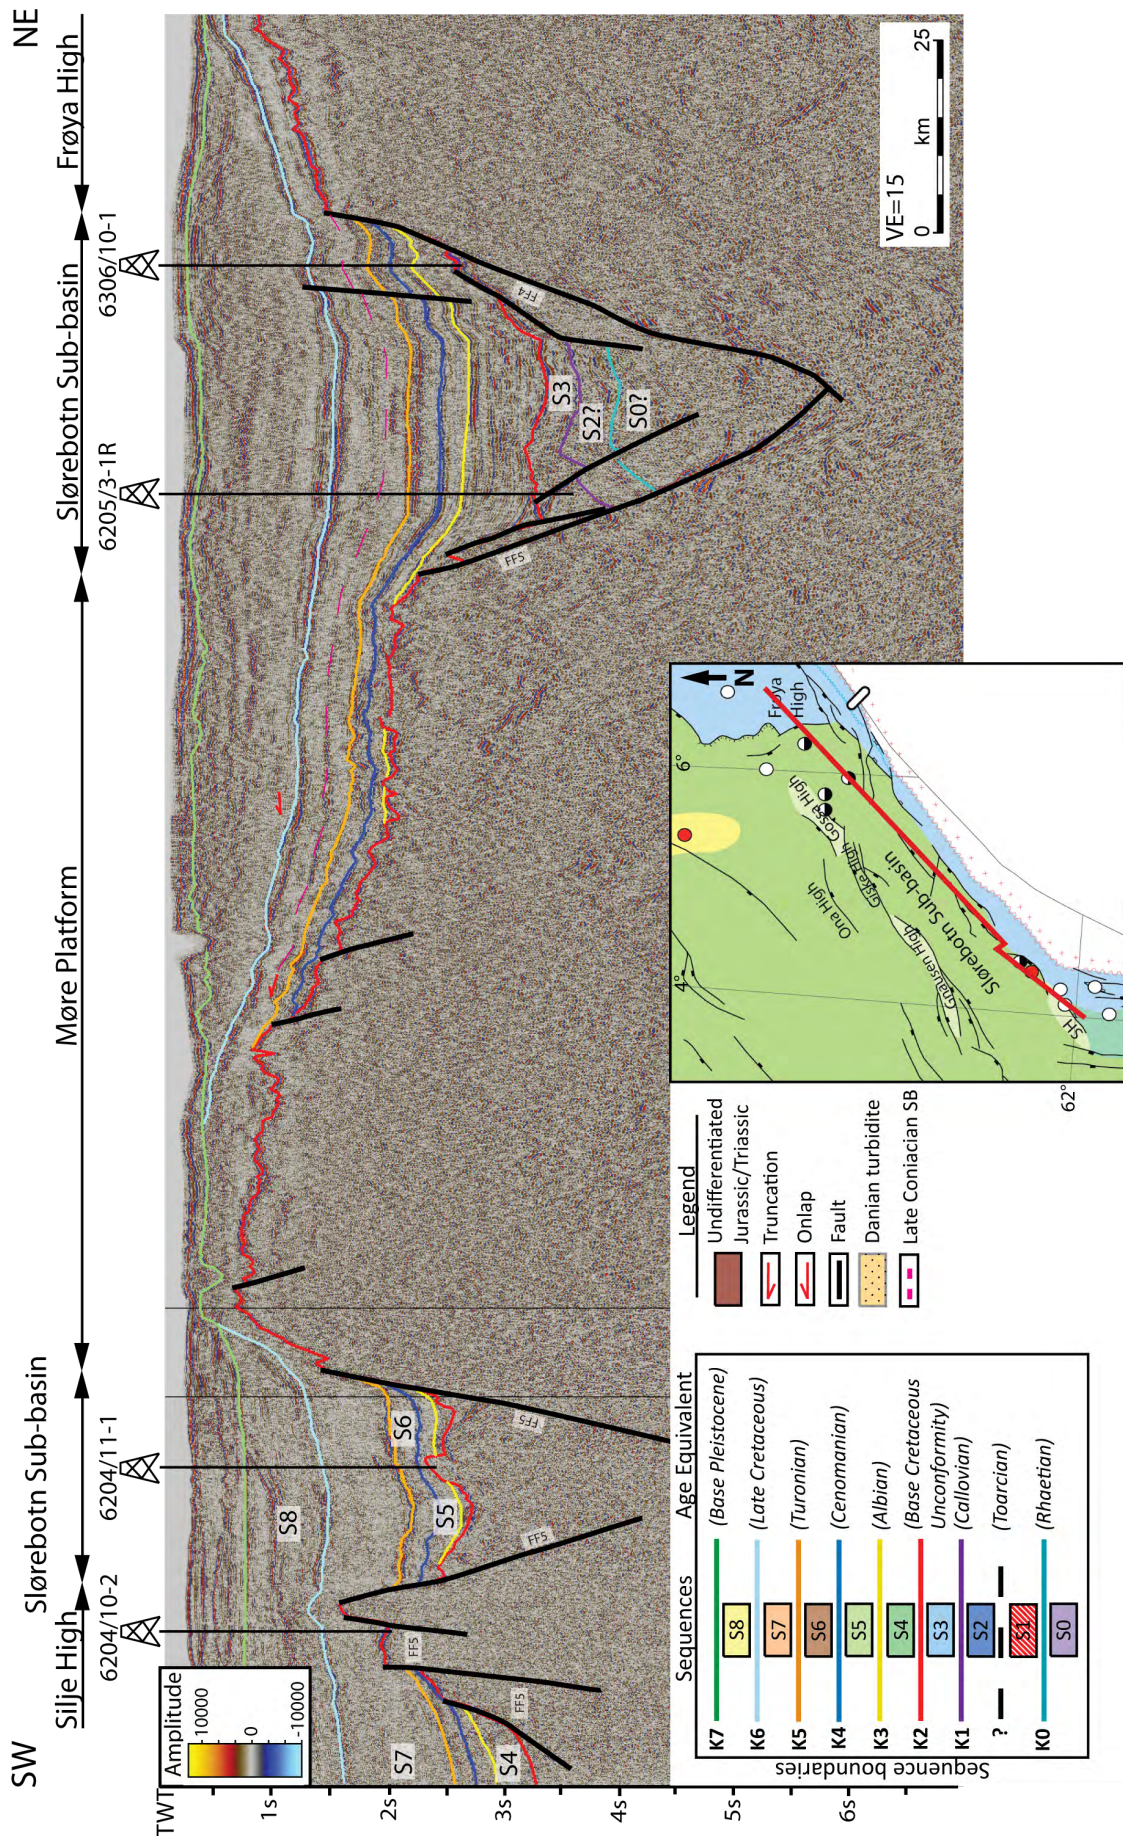 SW
NE
Silje High
Slørebotn Sub-basin
Møre Platform
Slørebotn Sub-basin
Frøya High
6204/10-2
6204/11-1
6205/3-1R
6306/10-1
TWT
1s
2s
3s
4s
5s
6s
Amplitude
10000
0
-10000
S8
S7
S6
S5
S4
S3
S2?
S0?
FF5
FF5
FF5
FF5
FF5
FF4
VE=15
0
km
25
Sequences
Age Equivalent
Sequence boundaries
K7
(Base Pleistocene)
S8
K6
(Late Cretaceous)
S7
K5
(Turonian)
S6
K4
(Cenomanian)
S5
K3
(Albian)
S4
K2
(Base Cretaceous
Unconformity)
S3
K1
(Callovian)
S2
?
(Toarcian)
S1
K0
(Rhaetian)
S0
Legend
Undifferentiated
Jurassic/Triassic
Truncation
Onlap
Fault
Danian turbidite
Late Coniacian SB
4°
6°
62°
N
Frøya
High
Gossa High
Giske High
Ona High
Gnausen High
Slørebotn Sub-basin
SH